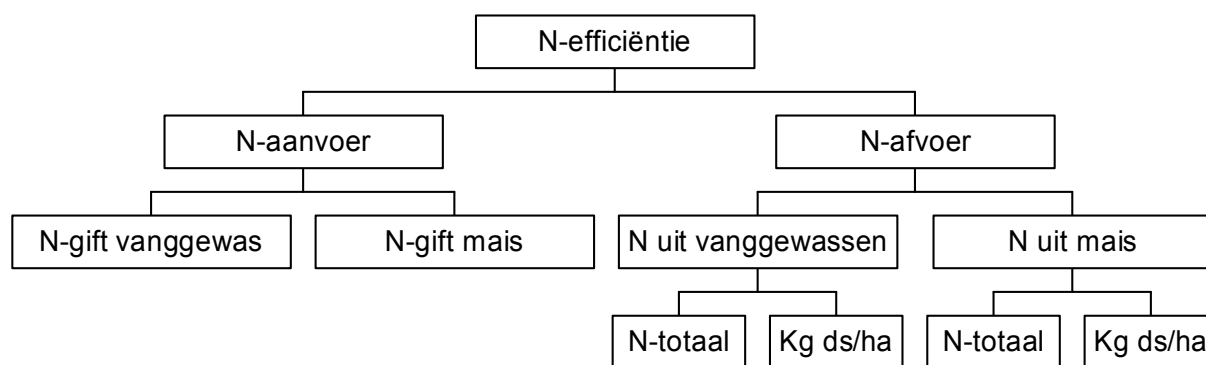 N-efficiëntie
N-aanvoer
N-afvoer
N-gift vanggewas
N-gift mais
N uit vanggewassen
N uit mais
N-totaal
Kg ds/ha
N-totaal
Kg ds/ha